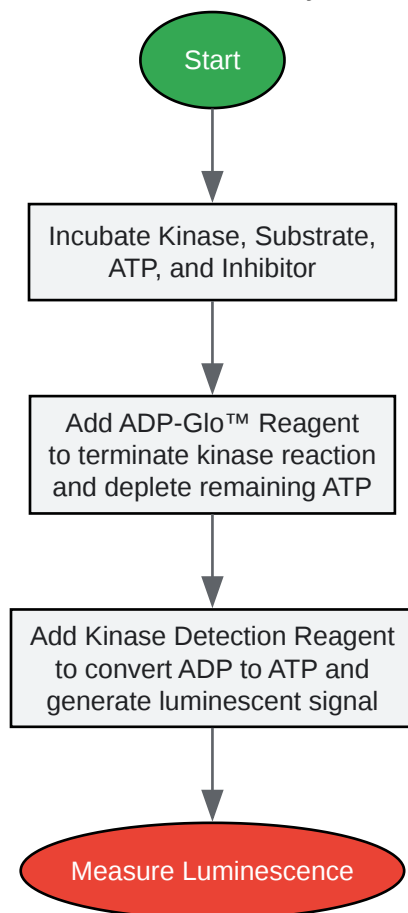 Start
Incubate Kinase, Substrate,
ATP, and Inhibitor
Add ADP-Glo™ Reagent
to terminate kinase reaction
and deplete remaining ATP
Add Kinase Detection Reagent
to convert ADP to ATP and
generate luminescent signal
Measure Luminescence